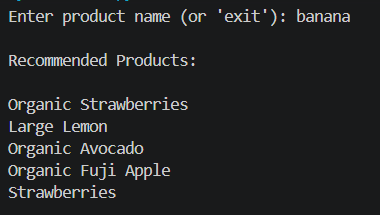 Enter product name (or 'exit'): banana
Recommended Products:
Organic Strawberries
Large Lemon
Organic Avocado
Organic Fuji Apple
Strawberries